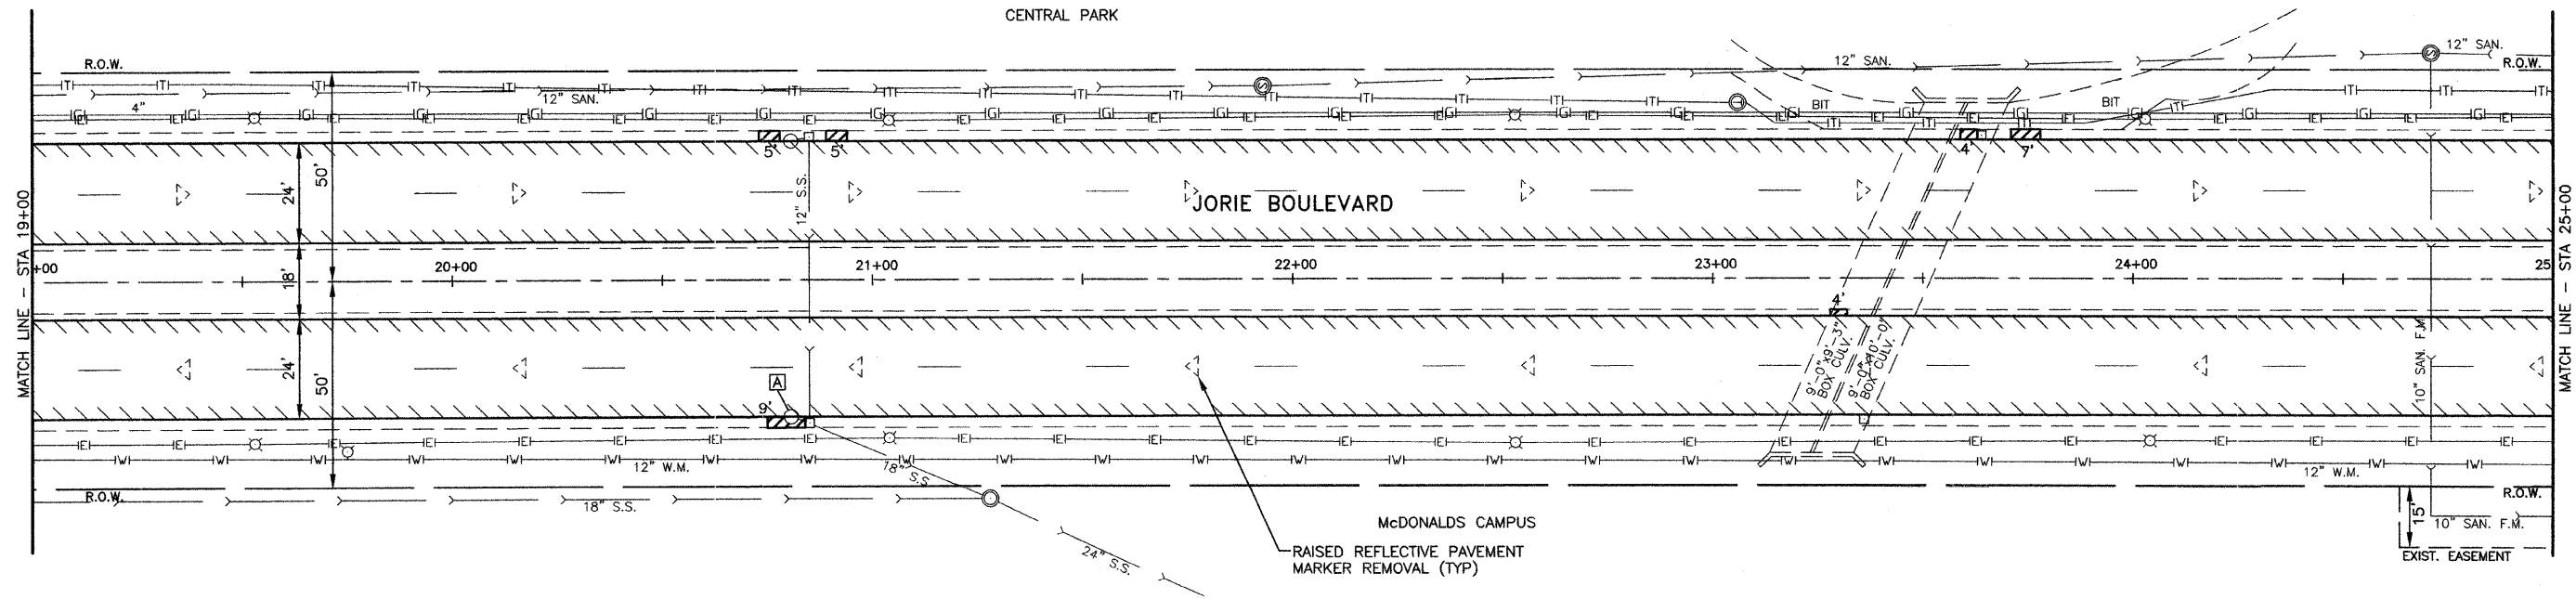 CENTRAL PARK
R.O.W.
12" SAN.
12" SAN.
R.O.W.
4"
12" SAN.
BIT
BIT
5'
5'
4'
7'
50'
24'
12" S.S.
JORIE BOULEVARD
MATCH LINE - STA 19+00
MATCH LINE - STA 25+00
+00
20+00
21+00
22+00
23+00
24+00
25
18'
4'
24'
50'
9'-0"x9'-3"
BOX CULV.
9'-0"x10'-0"
BOX CULV.
10" SAN. F.M.
A
9'
12" W.M.
18" S.S.
12" W.M.
R.O.W.
18" S.S.
R.O.W.
15'
10" SAN. F.M.
McDONALDS CAMPUS
24" S.S.
RAISED REFLECTIVE PAVEMENT
MARKER REMOVAL (TYP)
EXIST. EASEMENT